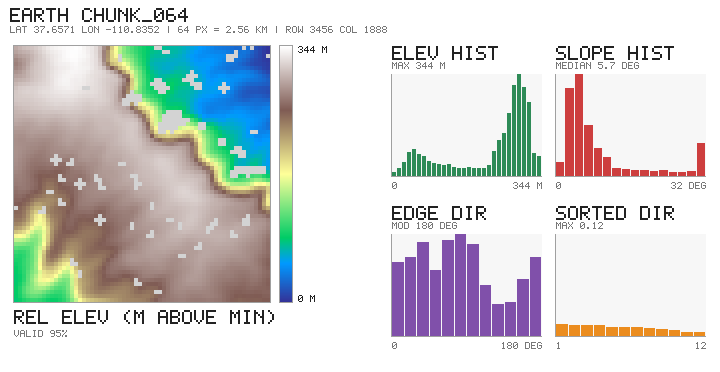 EARTH CHUNK_064
LAT 37.6571 LON -110.8352 | 64 PX = 2.56 KM | ROW 3456 COL 1888
344 M
0 M
REL ELEV (M ABOVE MIN)
VALID 95%
ELEV HIST
MAX 344 M
0 344 M
SLOPE HIST
MEDIAN 5.7 DEG
0 32 DEG
EDGE DIR
MOD 180 DEG
0 180 DEG
SORTED DIR
MAX 0.12
1 12